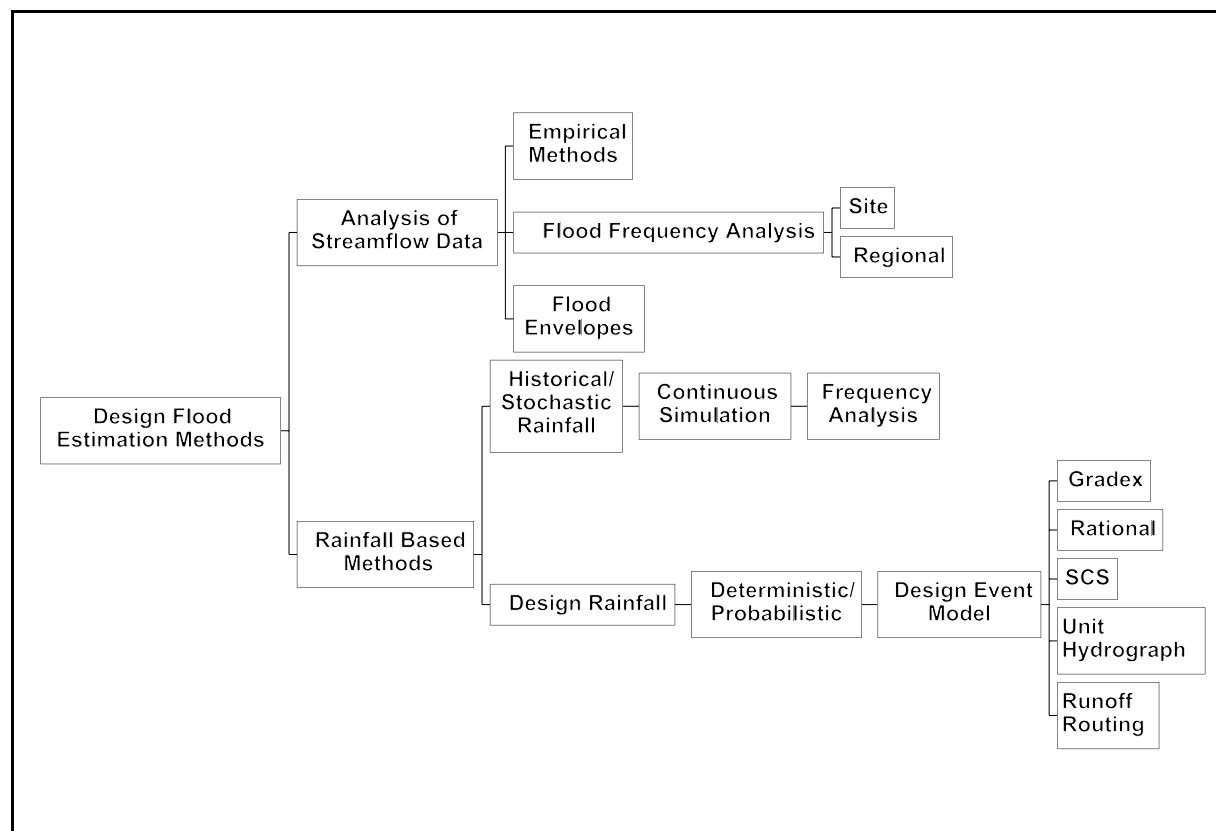 Empirical
Methods
Analysis of
Streamflow Data
Flood Frequency Analysis
Site
Regional
Flood
Envelopes
Design Flood
Estimation Methods
Historical/
Stochastic
Rainfall
Continuous
Simulation
Frequency
Analysis
Rainfall Based
Methods
Design Rainfall
Deterministic/
Probabilistic
Design Event
Model
Gradex
Rational
SCS
Unit
Hydrograph
Runoff
Routing